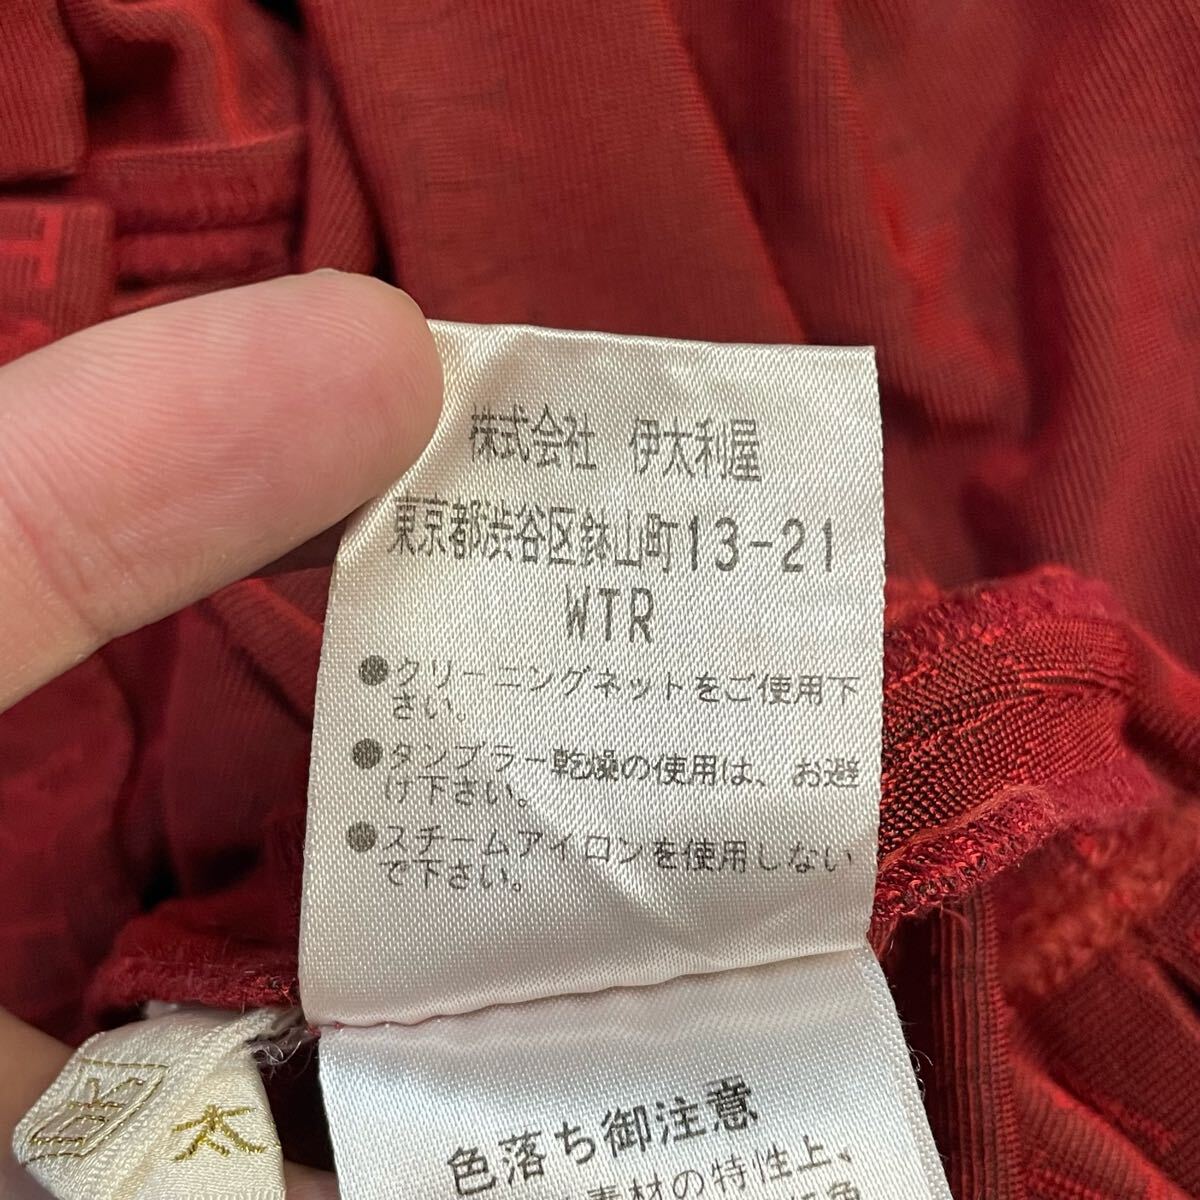 株式会社 伊太利屋
東京都渋谷区鉢山町13-21
WTR
●クリーニングネットをご使用下
さい。
●タンブラー乾燥の使用は、お避
け下さい。
●スチームアイロンを使用しない
で下さい。
色落ち御注意
素材の特性上、
太